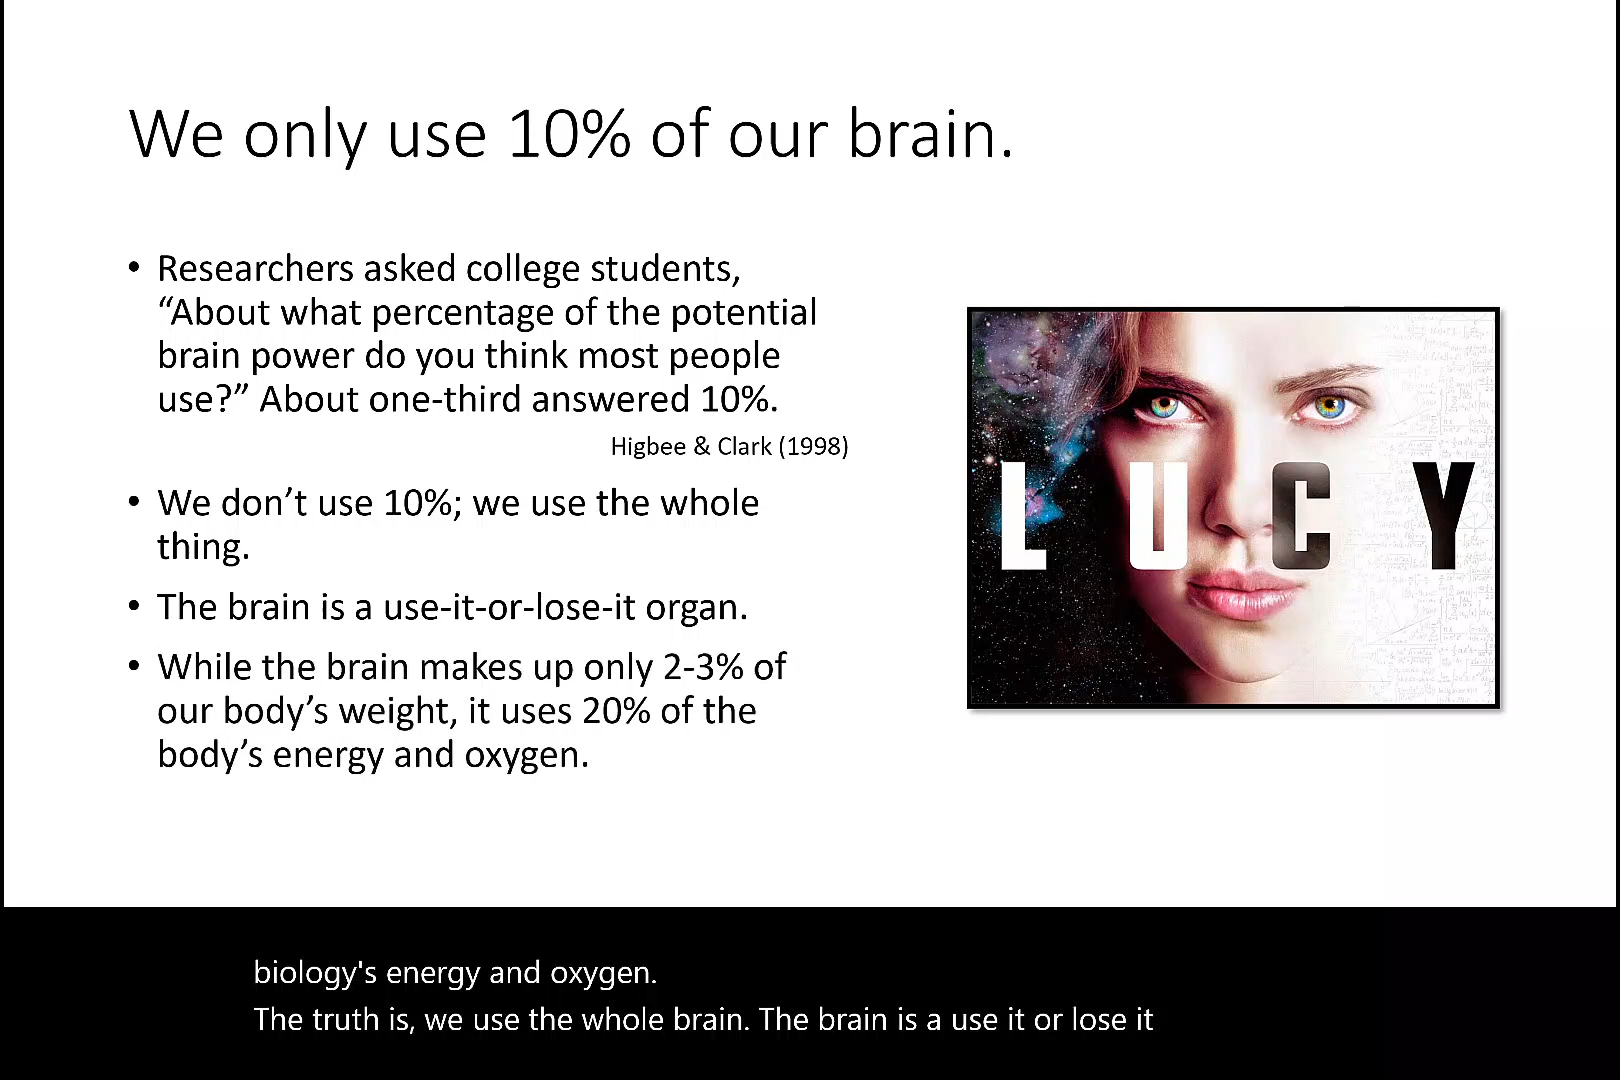 We only use 10% of our brain.
• Researchers asked college students,
“About what percentage of the potential
brain power do you think most people
use?” About one-third answered 10%.
Higbee & Clark (1998)
• We don’t use 10%; we use the whole
thing.
• The brain is a use-it-or-lose-it organ.
• While the brain makes up only 2-3% of
our body’s weight, it uses 20% of the
body’s energy and oxygen.
LUCY
biology's energy and oxygen.
The truth is, we use the whole brain. The brain is a use it or lose it